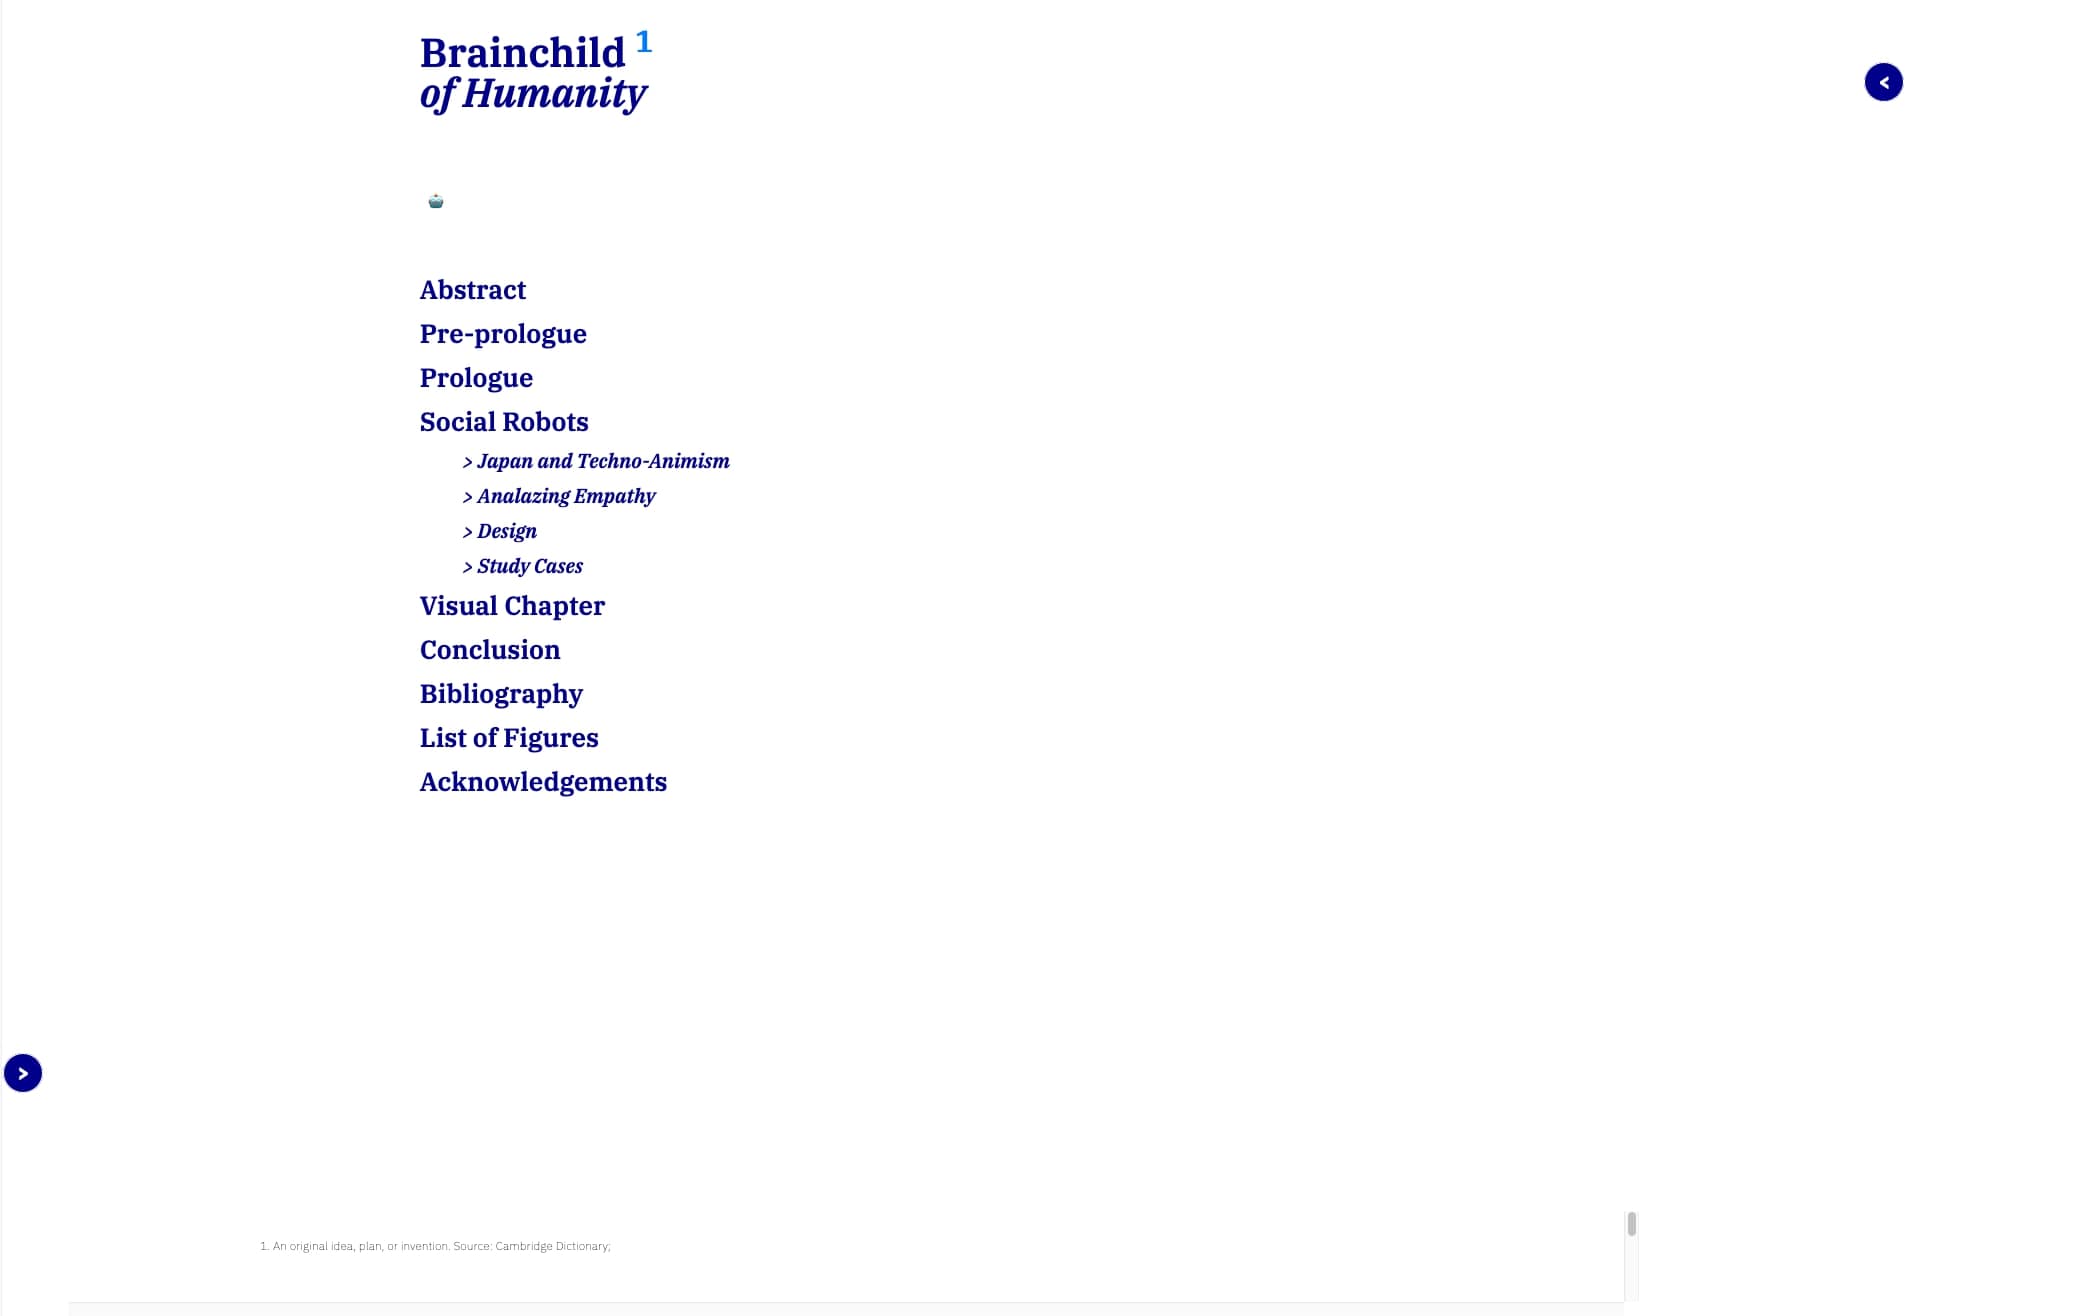 Brainchild 1
of Humanity
<
Abstract
Pre-prologue
Prologue
Social Robots
> Japan and Techno-Animism
> Analazing Empathy
> Design
> Study Cases
Visual Chapter
Conclusion
Bibliography
List of Figures
Acknowledgements
>
1. An original idea, plan, or invention. Source: Cambridge Dictionary;